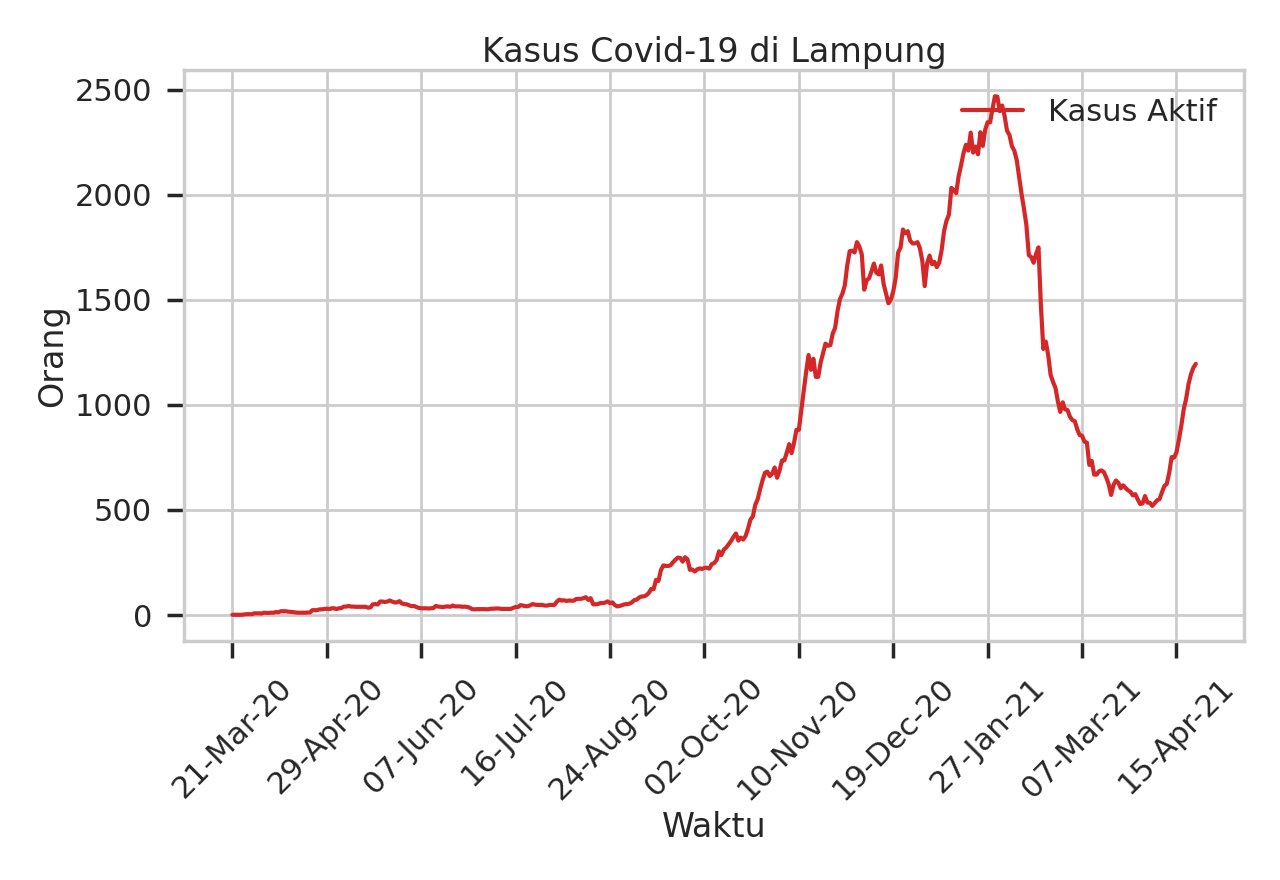 Kasus Covid-19 di Lampung
Kasus Aktif
Orang
2500
2000
1500
1000
500
0
21-Mar-20
29-Apr-20
07-Jun-20
16-Jul-20
24-Aug-20
02-Oct-20
10-Nov-20
19-Dec-20
27-Jan-21
07-Mar-21
15-Apr-21
Waktu